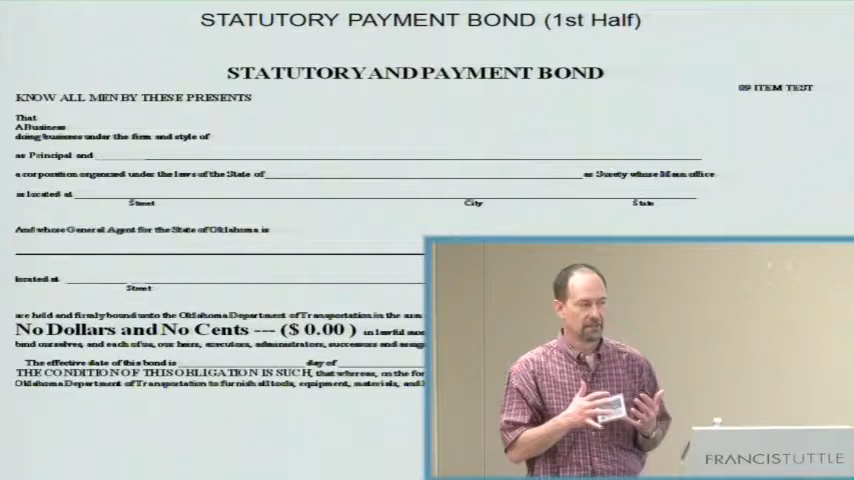 STATUTORY PAYMENT BOND (1st Half)
STATUTORY AND PAYMENT BOND
09 ITEM TEST
KNOW ALL MEN BY THESE PRESENTS
That
A Business
doing business under the firm and style of
as Principal and
a corporation organized under the laws of the State of as Surety whose Main office
is located at
Street City State
And whose General Agent for the State of Oklahoma is
located at
Street
are held and firmly bound unto the Oklahoma Department of Transportation in the sum
No Dollars and No Cents --- ($ 0.00 ) in lawful
bind ourselves, and each of us, our heirs, executors, administrators, successors and
The effective date of this bond is day of
THE CONDITION OF THIS OBLIGATION IS SUCH, that whereas, on the
Oklahoma Department of Transportation to furnish all tools, equipment, materials, and
FRANCISTUTTLE